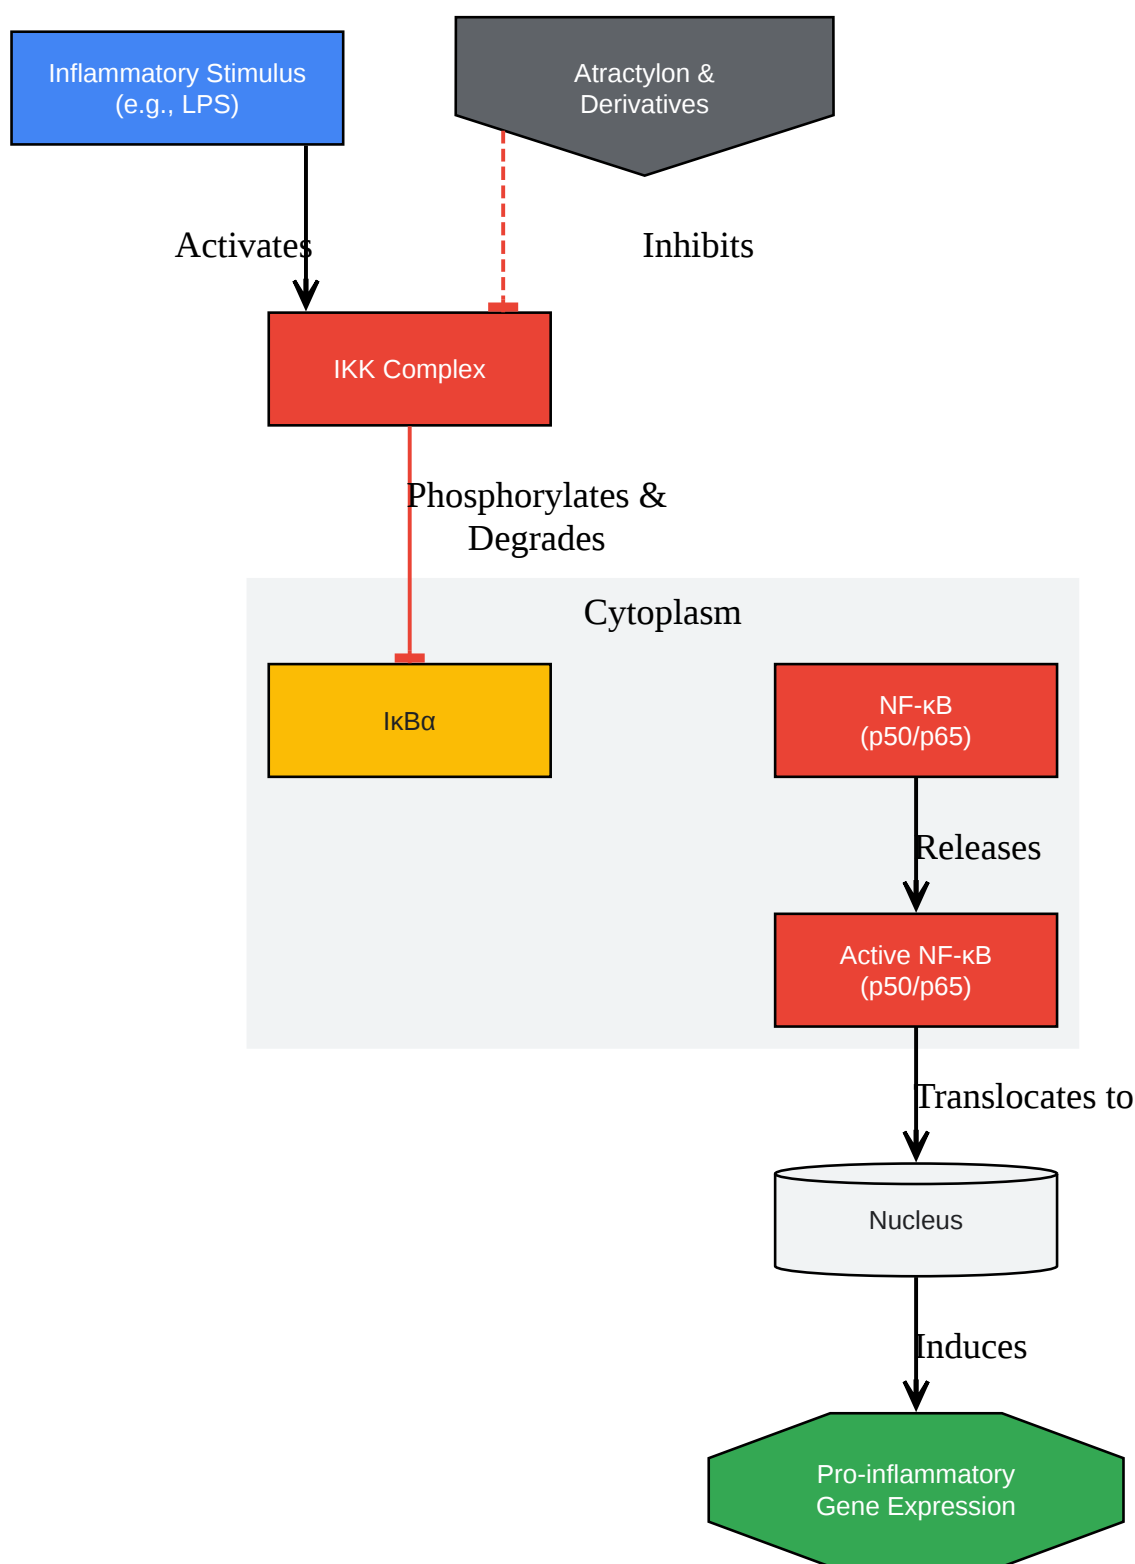 Inflammatory Stimulus
(e.g., LPS)
Atractylon &
Derivatives
Activates
Inhibits
IKK Complex
Phosphorylates &
Degrades
Cytoplasm
IκBα
NF-κB
(p50/p65)
Releases
Active NF-κB
(p50/p65)
Translocates to
Nucleus
Induces
Pro-inflammatory
Gene Expression